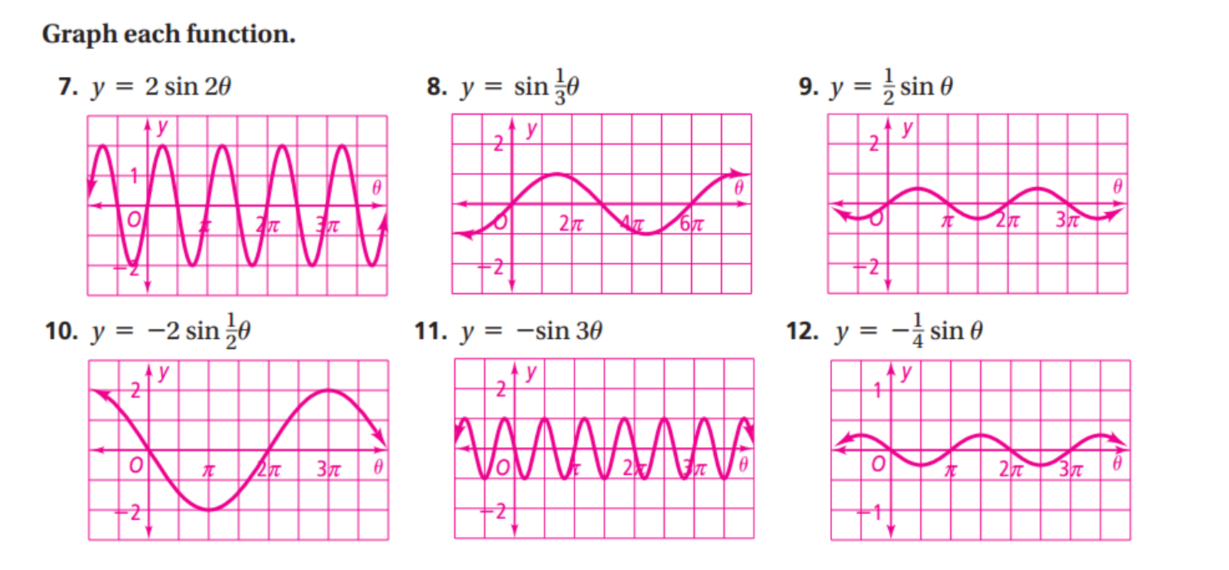 Graph each function.
7. y = 2 sin 2θ 8. y = sin 1/3 θ 9. y = 1/2 sin θ
y 1 O -2 π 2π 3π θ
y 2 O -2 2π 4π 6π θ
y 2 O -2 π 2π 3π θ
10. y = −2 sin 1/2 θ 11. y = −sin 3θ 12. y = −1/4 sin θ
y 2 O -2 π 2π 3π θ
y 2 O -2 π 2π 3π θ
y 1 O -1 π 2π 3π θ